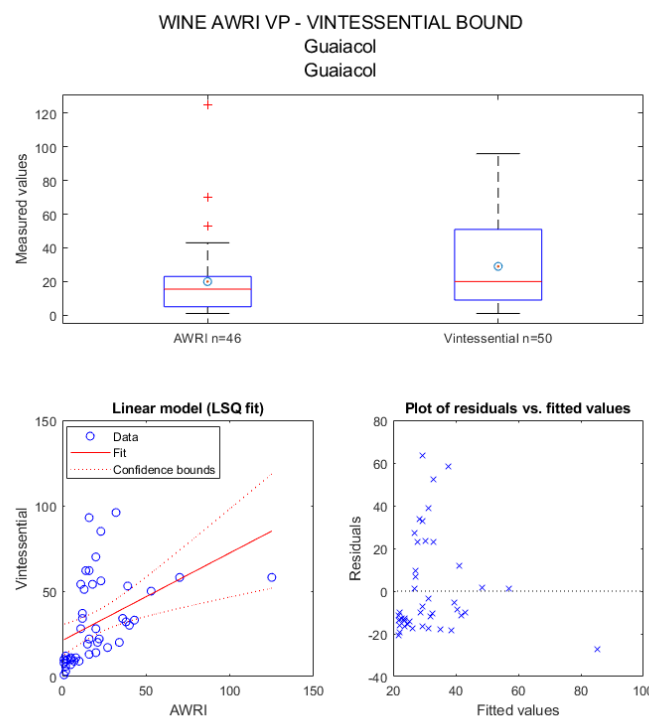 WINE AWRI VP - VINTESSENTIAL BOUND
Guaiacol
Guaiacol
120
100
80
60
40
20
0
Measured values
AWRI n=46 Vintessential n=50
Linear model (LSQ fit)
150
100
50
0
Vintessential
Data
Fit
Confidence bounds
0 50 100 150
AWRI
Plot of residuals vs. fitted values
80
60
40
20
0
-20
-40
Residuals
20 40 60 80 100
Fitted values